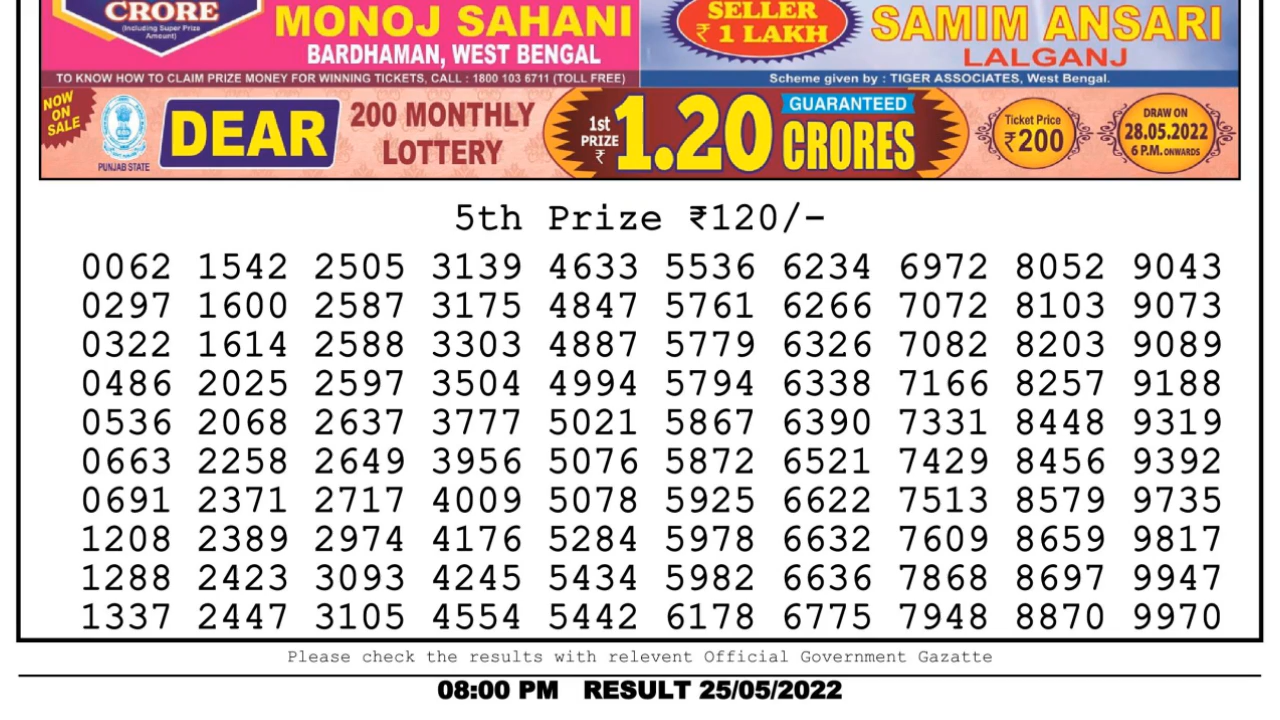 CRORE
(Including Super Prize
Amount)
MONOJ SAHANI
BARDHAMAN, WEST BENGAL
SELLER
₹ 1 LAKH
SAMIM ANSARI
LALGANJ
TO KNOW HOW TO CLAIM PRIZE MONEY FOR WINNING TICKETS, CALL : 1800 103 6711 (TOLL FREE)
Scheme given by : TIGER ASSOCIATES, West Bengal.
NOW
ON
SALE
PUNJAB STATE
DEAR
200 MONTHLY
LOTTERY
1st
PRIZE
₹
1.20
GUARANTEED
CRORES
Ticket Price
₹200
DRAW ON
28.05.2022
6 P.M. ONWARDS
5th Prize ₹120/-
0062 1542 2505 3139 4633 5536 6234 6972 8052 9043
0297 1600 2587 3175 4847 5761 6266 7072 8103 9073
0322 1614 2588 3303 4887 5779 6326 7082 8203 9089
0486 2025 2597 3504 4994 5794 6338 7166 8257 9188
0536 2068 2637 3777 5021 5867 6390 7331 8448 9319
0663 2258 2649 3956 5076 5872 6521 7429 8456 9392
0691 2371 2717 4009 5078 5925 6622 7513 8579 9735
1208 2389 2974 4176 5284 5978 6632 7609 8659 9817
1288 2423 3093 4245 5434 5982 6636 7868 8697 9947
1337 2447 3105 4554 5442 6178 6775 7948 8870 9970
Please check the results with relevent Official Government Gazatte
08:00 PM RESULT 25/05/2022